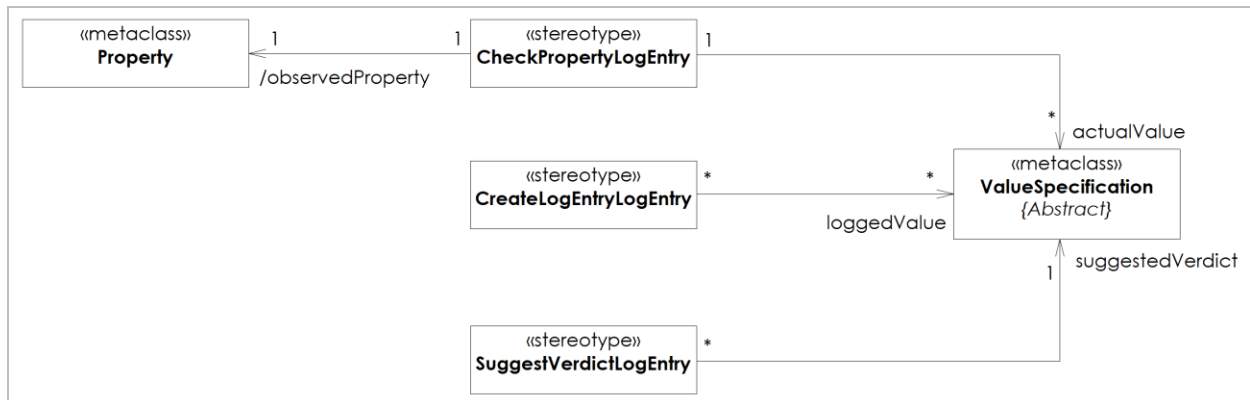 «metaclass»
Property
1
/observedProperty
1
«stereotype»
CheckPropertyLogEntry
1
*
actualValue
«stereotype»
CreateLogEntryLogEntry
*
*
loggedValue
«metaclass»
ValueSpecification
{Abstract}
suggestedVerdict
1
«stereotype»
SuggestVerdictLogEntry
*